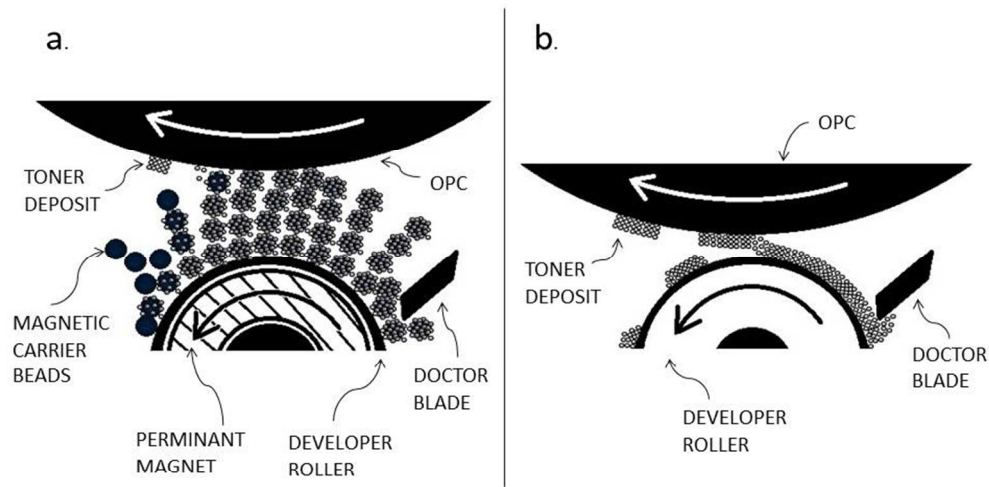 a.
TONER
DEPOSIT
OPC
MAGNETIC
CARRIER
BEADS
DOCTOR
BLADE
PERMINANT
MAGNET
DEVELOPER
ROLLER
b.
OPC
TONER
DEPOSIT
DOCTOR
BLADE
DEVELOPER
ROLLER